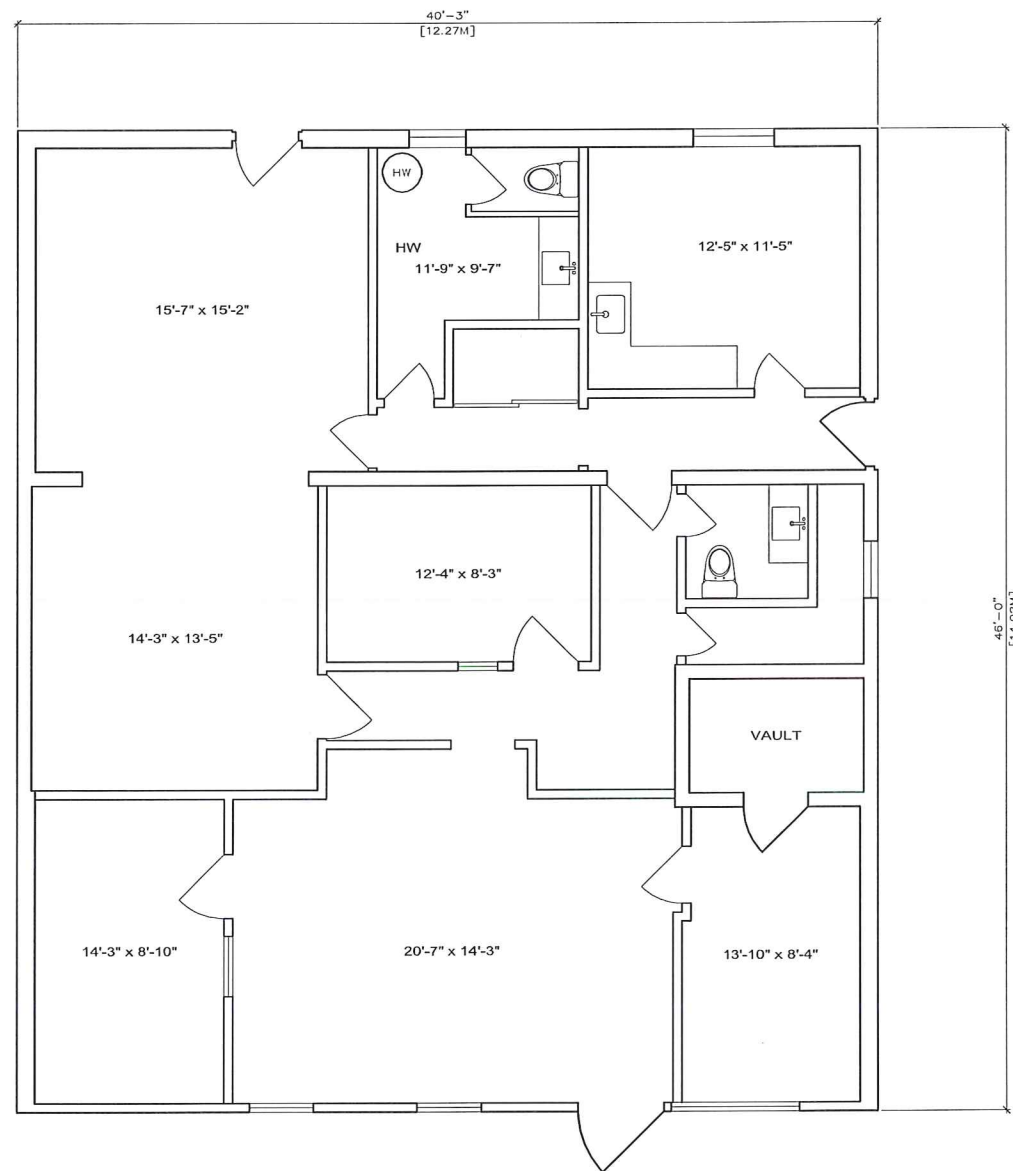 40'-3"
[12.27M]
HW
HW
11'-9" x 9'-7"
12'-5" x 11'-5"
15'-7" x 15'-2"
12'-4" x 8'-3"
46'-0"
14'-3" x 13'-5"
VAULT
14'-3" x 8'-10"
20'-7" x 14'-3"
13'-10" x 8'-4"